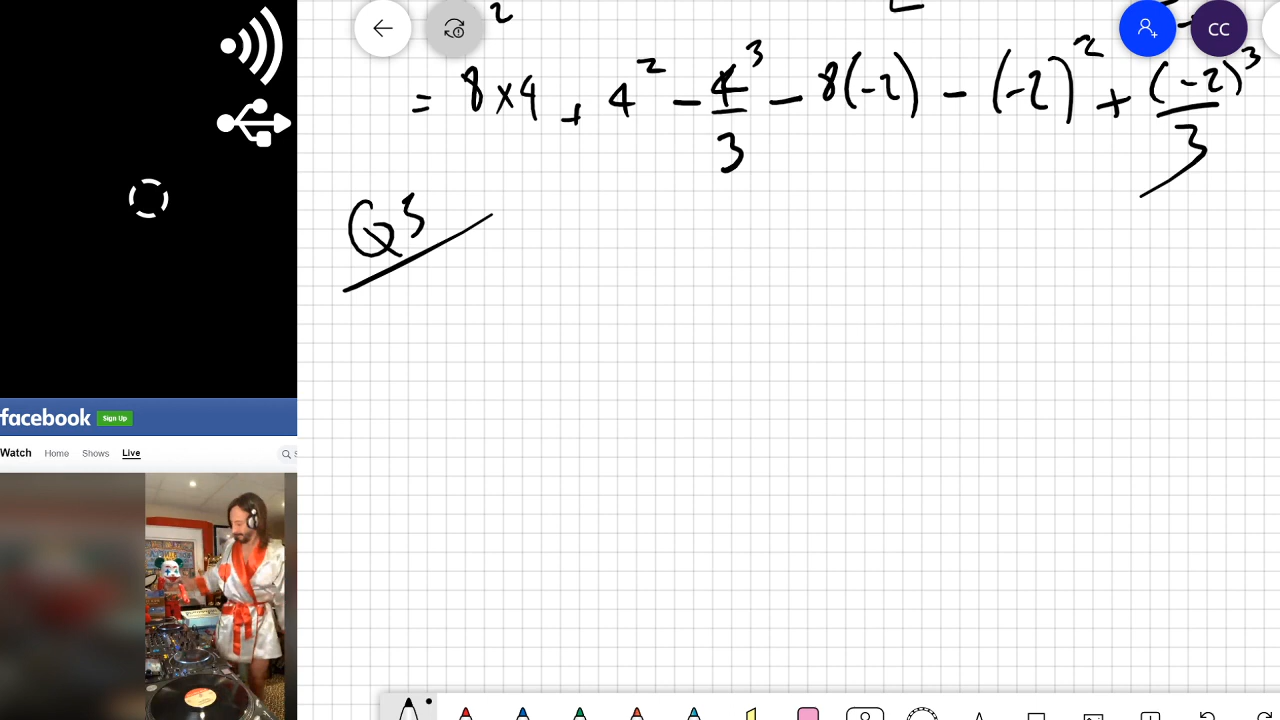 2
= 8×4 + 4² - 4³/3 - 8(-2) - (-2)² + (-2)³/3
Q3
CC
facebook Sign Up
Watch Home Shows Live